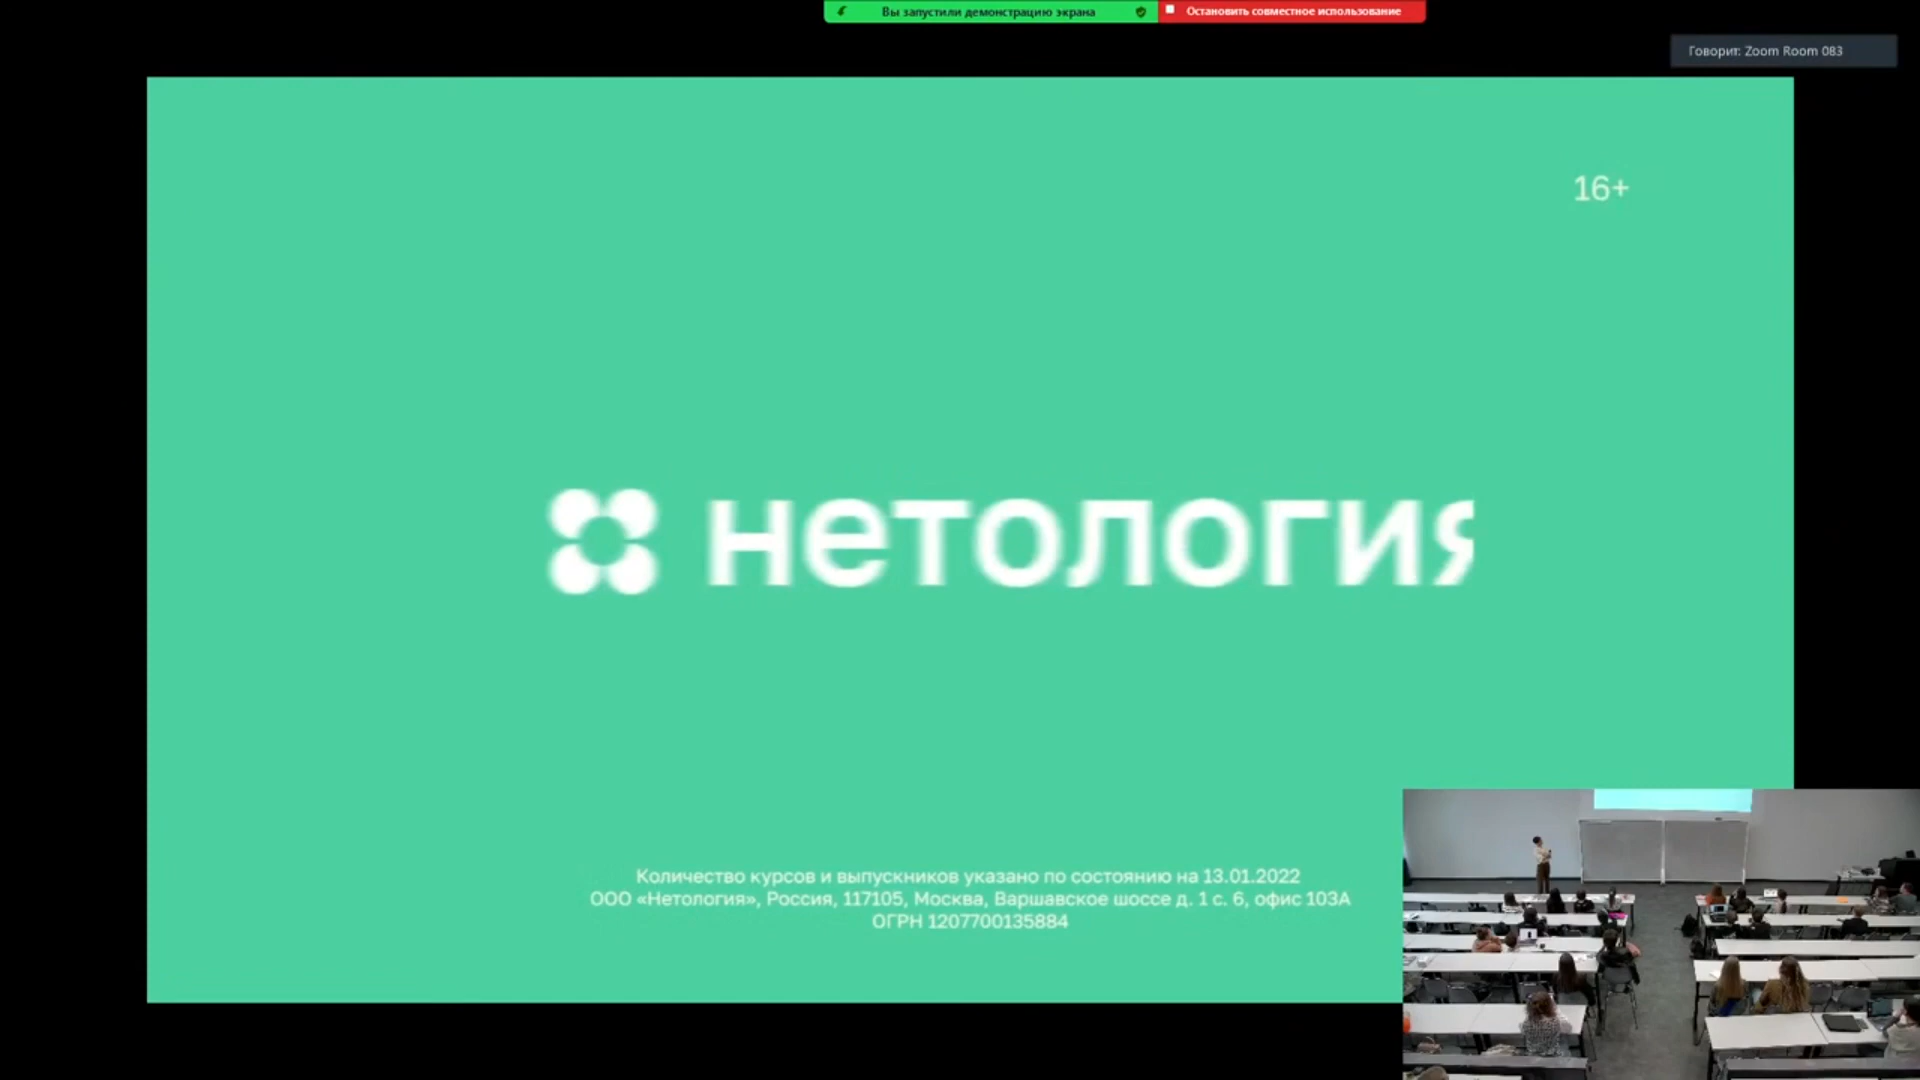 Вы запустили демонстрацию экрана
Остановить совместное использование
Говорит: Zoom Room 083
16+
нетология
Количество курсов и выпускников указано по состоянию на 13.01.2022
ООО «Нетология», Россия, 117105, Москва, Варшавское шоссе д. 1 с. 6, офис 103А
ОГРН 1207700135884